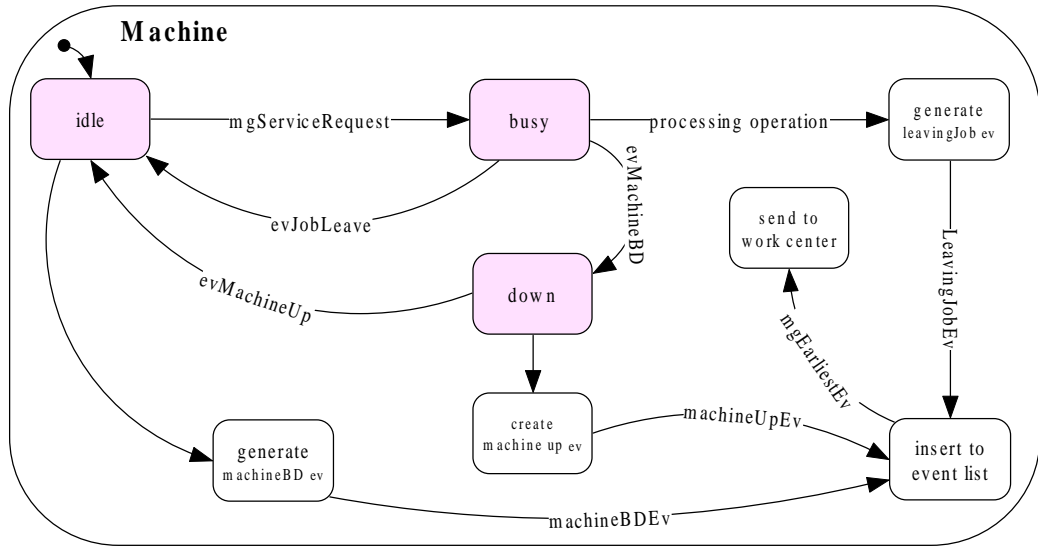 Machine
idle
mgServiceRequest
busy
processing operation
generate
leavingJob ev
evJobLeave
evMachineBD
send to
work center
LeavingJobEv
evMachineUp
down
mgEarliestEv
create
machine up ev
machineUpEv
generate
machineBD ev
insert to
event list
machineBDEv